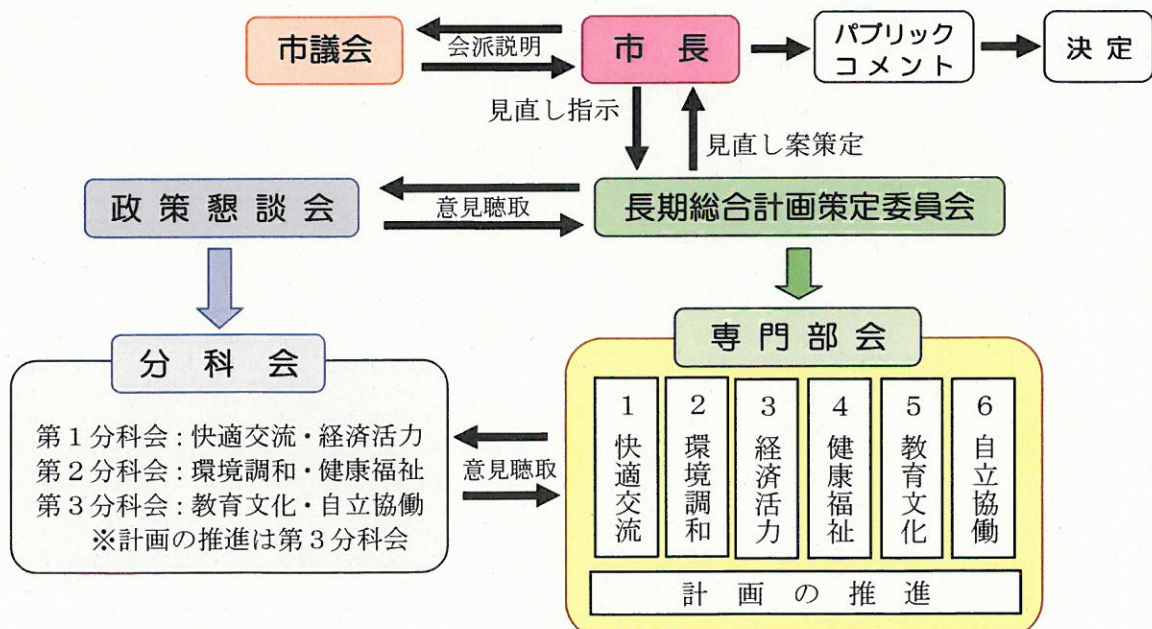 市議会
会派説明
市長
パブリック
コメント
決定
見直し指示
見直し案策定
政策懇談会
意見聴取
長期総合計画策定委員会
分科会
第1分科会：快適交流・経済活力
第2分科会：環境調和・健康福祉
第3分科会：教育文化・自立協働
※計画の推進は第3分科会
意見聴取
専門部会
1 快適交流
2 環境調和
3 経済活力
4 健康福祉
5 教育文化
6 自立協働
計画の推進